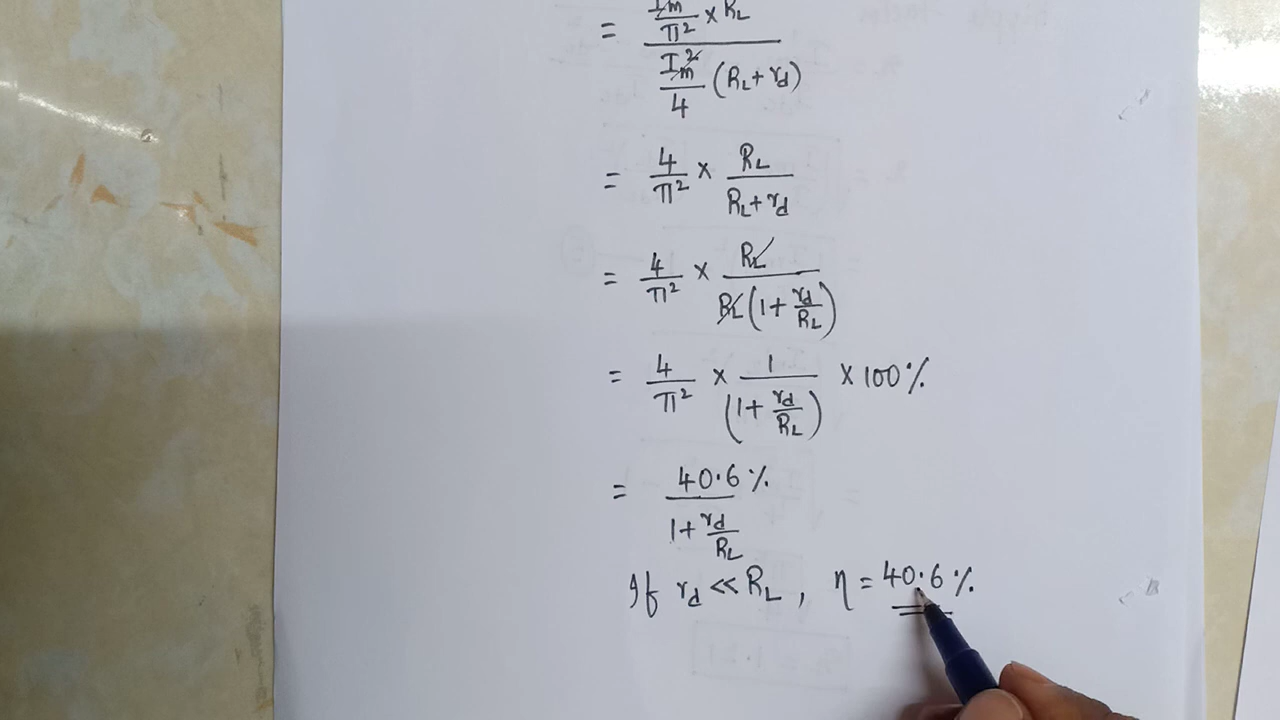 = (Im²/π² × RL) / (Im²/4 (RL + rd))
= 4/π² × RL/(RL + rd)
= 4/π² × RL/(RL (1 + rd/RL))
= 4/π² × 1/(1 + rd/RL) × 100%
= 40.6% / (1 + rd/RL)
If rd << RL, η = 40.6%